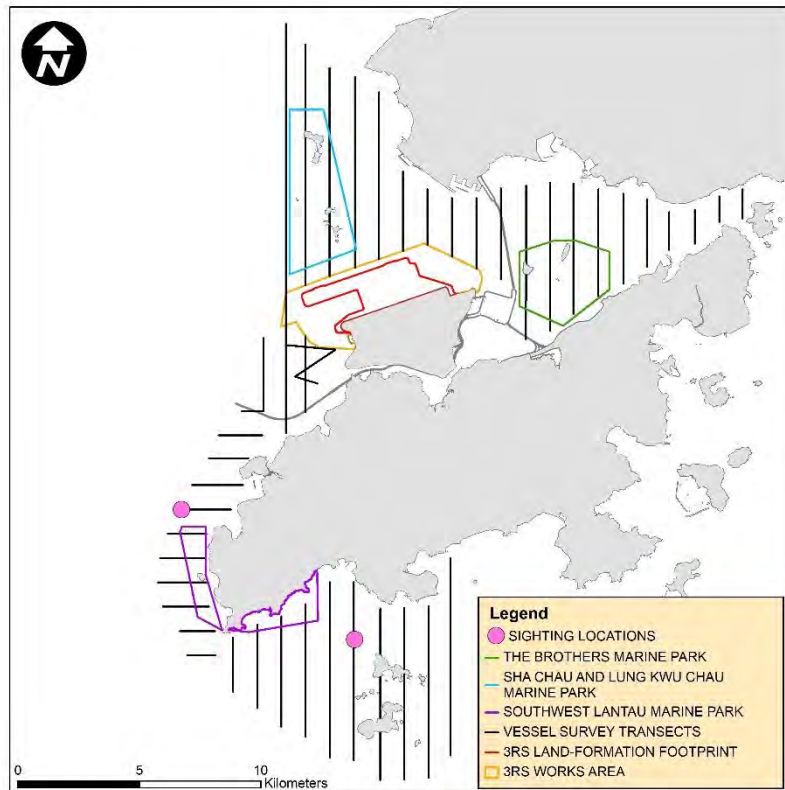 N
Legend
SIGHTING LOCATIONS
THE BROTHERS MARINE PARK
SHA CHAU AND LUNG KWU CHAU
MARINE PARK
SOUTHWEST LANTAU MARINE PARK
VESSEL SURVEY TRANSECTS
3RS LAND-FORMATION FOOTPRINT
3RS WORKS AREA
0 5 10
Kilometers